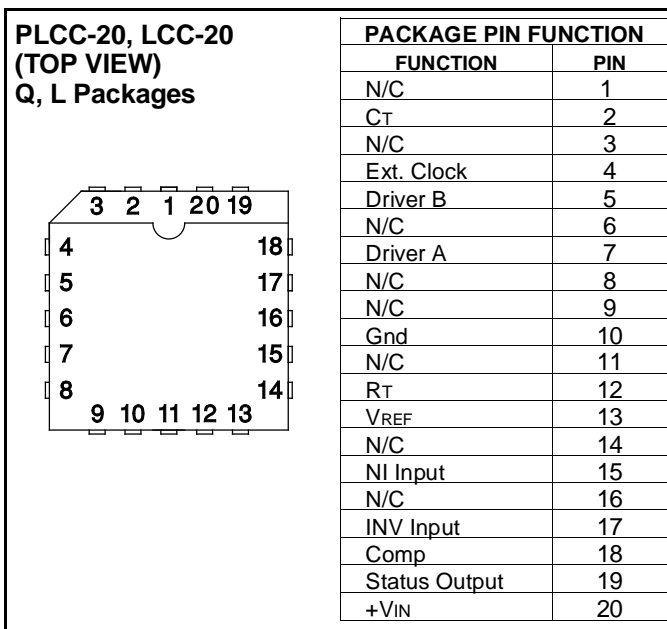 PLCC-20, LCC-20
(TOP VIEW)
Q, L Packages
3 2 1 20 19
4 18
5 17
6 16
7 15
8 14
9 10 11 12 13
PACKAGE PIN FUNCTION
FUNCTION PIN
N/C 1
CT 2
N/C 3
Ext. Clock 4
Driver B 5
N/C 6
Driver A 7
N/C 8
N/C 9
Gnd 10
N/C 11
RT 12
VREF 13
N/C 14
NI Input 15
N/C 16
INV Input 17
Comp 18
Status Output 19
+VIN 20